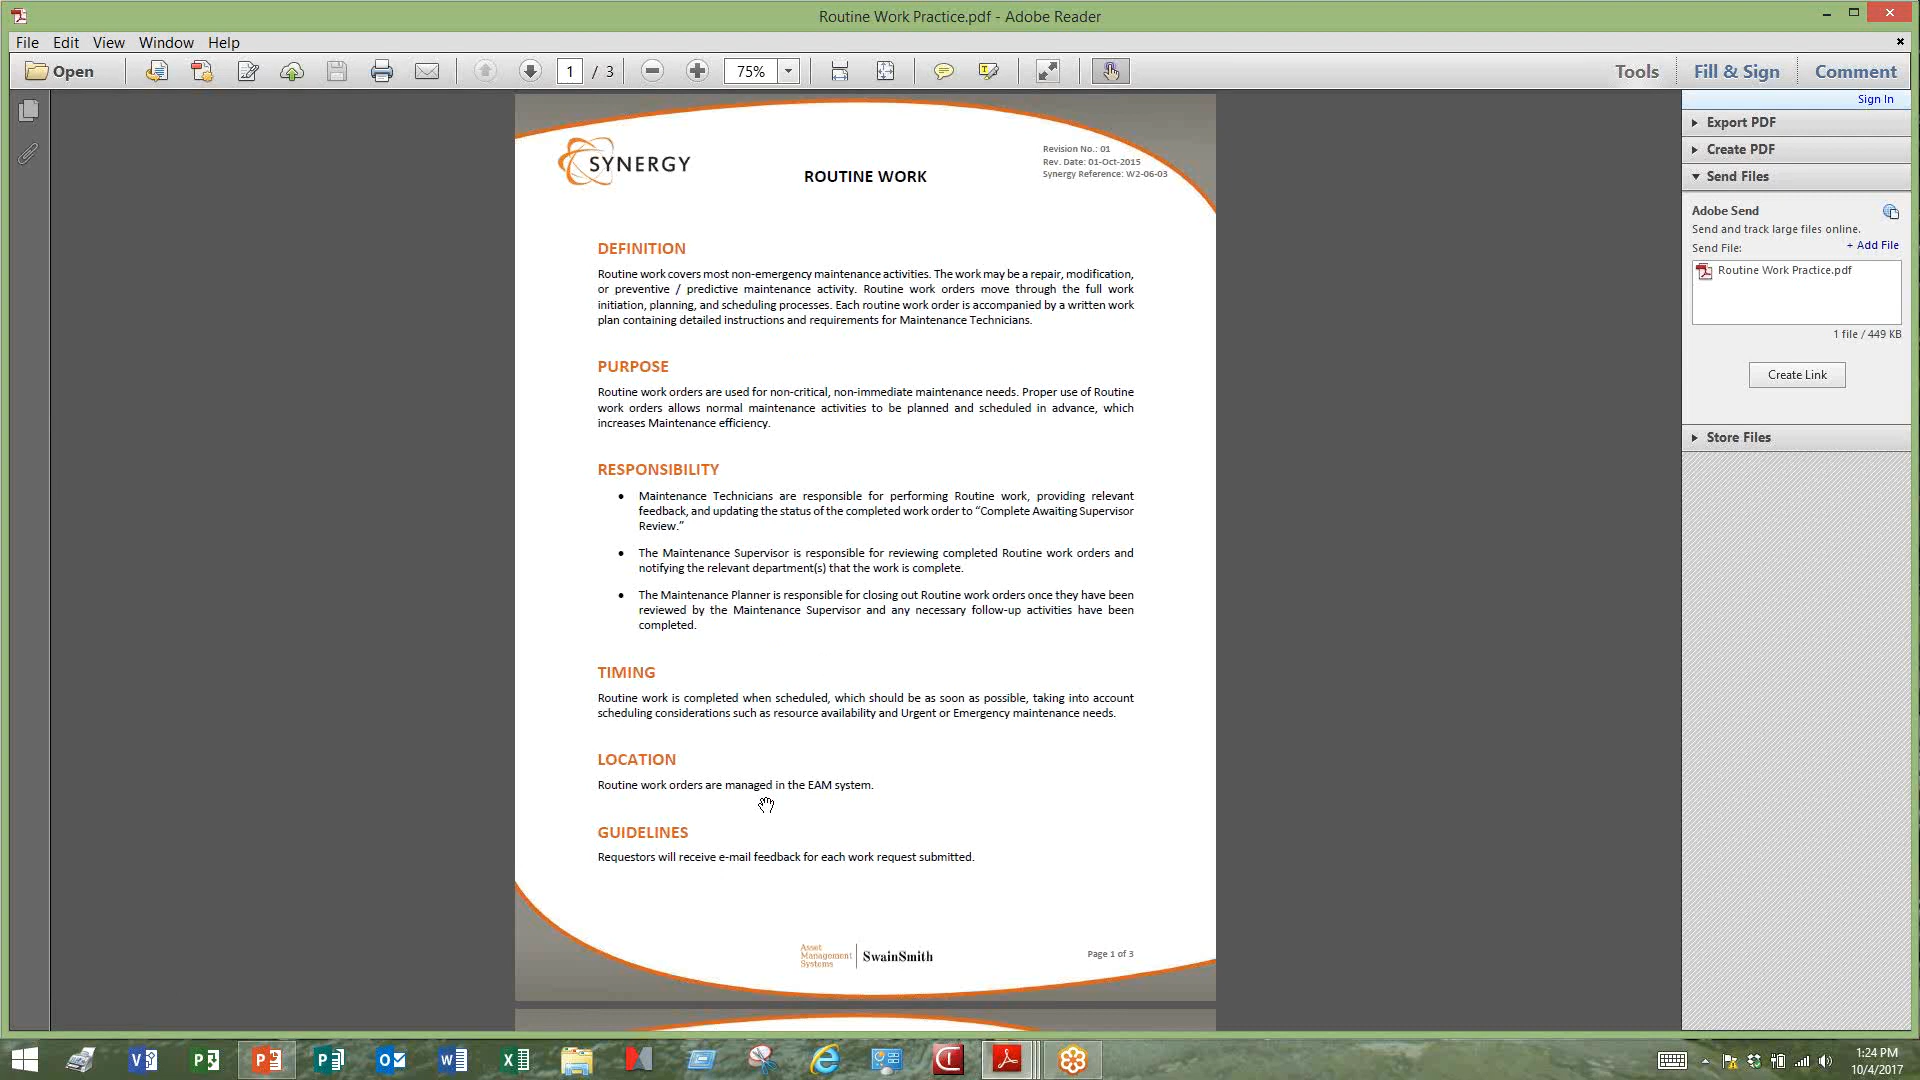 Routine Work Practice.pdf - Adobe Reader
File Edit View Window Help
Open 1 / 3 75% Tools Fill & Sign Comment
Sign In
Export PDF
Create PDF
Send Files
Adobe Send
Send and track large files online.
Send File: + Add File
Routine Work Practice.pdf
1 file / 449 KB
Create Link
Store Files
SYNERGY
ROUTINE WORK
Revision No.: 01
Rev. Date: 01-Oct-2015
Synergy Reference: W2-06-03
DEFINITION
Routine work covers most non-emergency maintenance activities. The work may be a repair, modification,
or preventive / predictive maintenance activity. Routine work orders move through the full work
initiation, planning, and scheduling processes. Each routine work order is accompanied by a written work
plan containing detailed instructions and requirements for Maintenance Technicians.
PURPOSE
Routine work orders are used for non-critical, non-immediate maintenance needs. Proper use of Routine
work orders allows normal maintenance activities to be planned and scheduled in advance, which
increases Maintenance efficiency.
RESPONSIBILITY
• Maintenance Technicians are responsible for performing Routine work, providing relevant
feedback, and updating the status of the completed work order to “Complete Awaiting Supervisor
Review.”
• The Maintenance Supervisor is responsible for reviewing completed Routine work orders and
notifying the relevant department(s) that the work is complete.
• The Maintenance Planner is responsible for closing out Routine work orders once they have been
reviewed by the Maintenance Supervisor and any necessary follow-up activities have been
completed.
TIMING
Routine work is completed when scheduled, which should be as soon as possible, taking into account
scheduling considerations such as resource availability and Urgent or Emergency maintenance needs.
LOCATION
Routine work orders are managed in the EAM system.
GUIDELINES
Requestors will receive e-mail feedback for each work request submitted.
Asset
Management
Systems
SwainSmith
Page 1 of 3
1:24 PM
10/4/2017